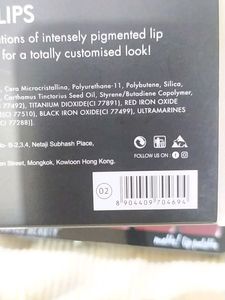 LIPS
ations of intensely pigmented lip
for a totally customised look!
, Cera Microcristallina, Polyurethane-11, Polybutene, Silica,
, Carthamus Tinctorius Seed Oil, Styrene/Butadiene Copolymer,
I 77492), TITANIUM DIOXIDE(CI 77891), RED IRON OXIDE
(CI 77510), BLACK IRON OXIDE(CI 77499), ULTRAMARINES
(CI 77288)].
B-2,3,4, Netaji Subhash Place,
FOLLOW US ON :
Street, Mongkok, Kowloon Hong Kong.
02
8 904409 704694